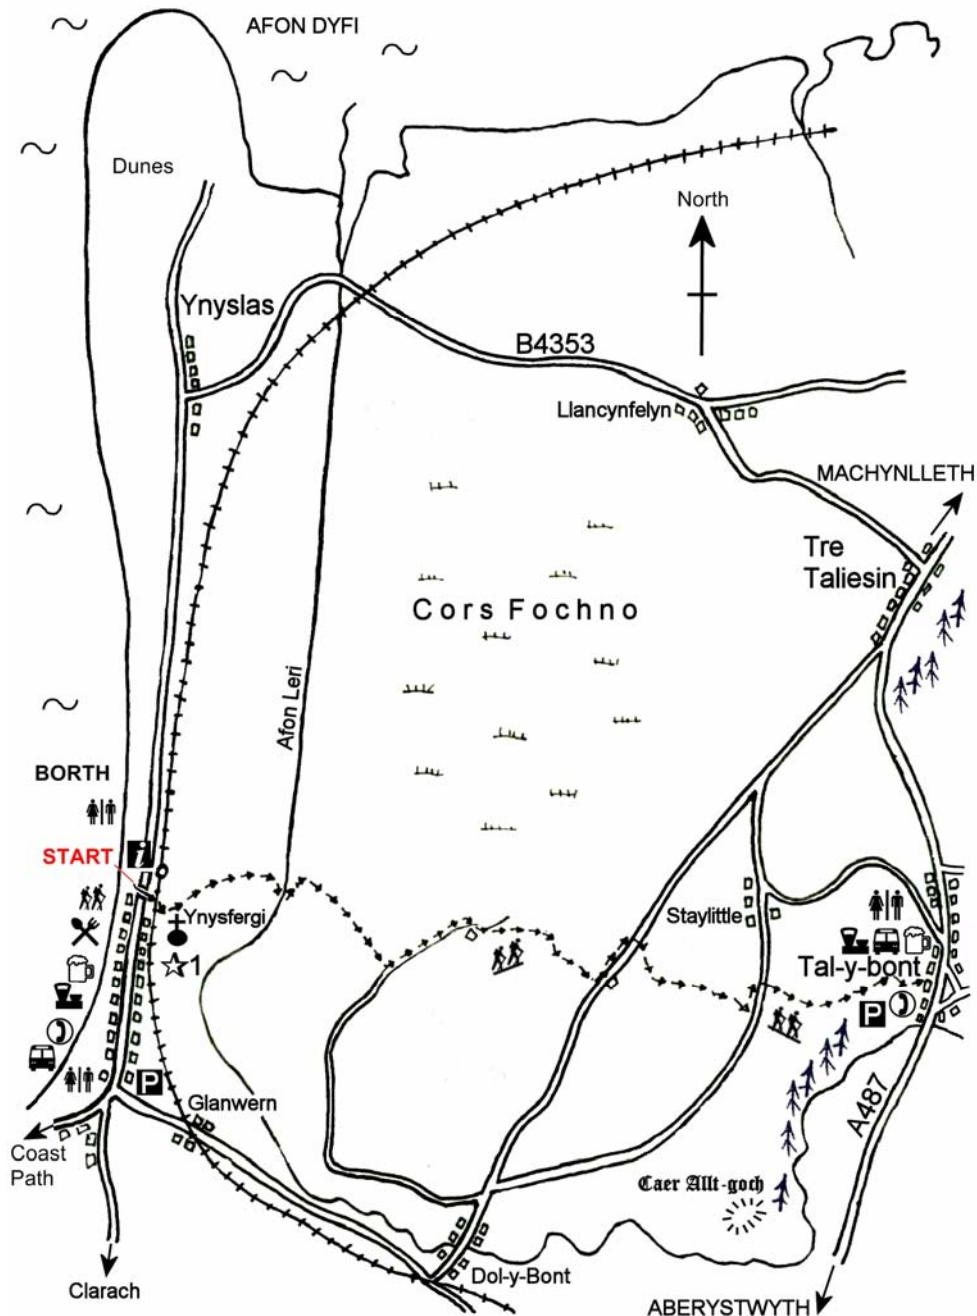 AFON DYFI
Dunes
North
Ynyslas
B4353
Llancynfelyn
MACHYNLLETH
Tre
Taliesin
Cors Fochno
Afon Leri
BORTH
i
START
Ynysfergi
1
Staylittle
Tal-y-bont
P
P
Glanwern
A487
Coast
Path
Caer Allt-goch
Dol-y-Bont
Clarach
ABERYSTWYTH